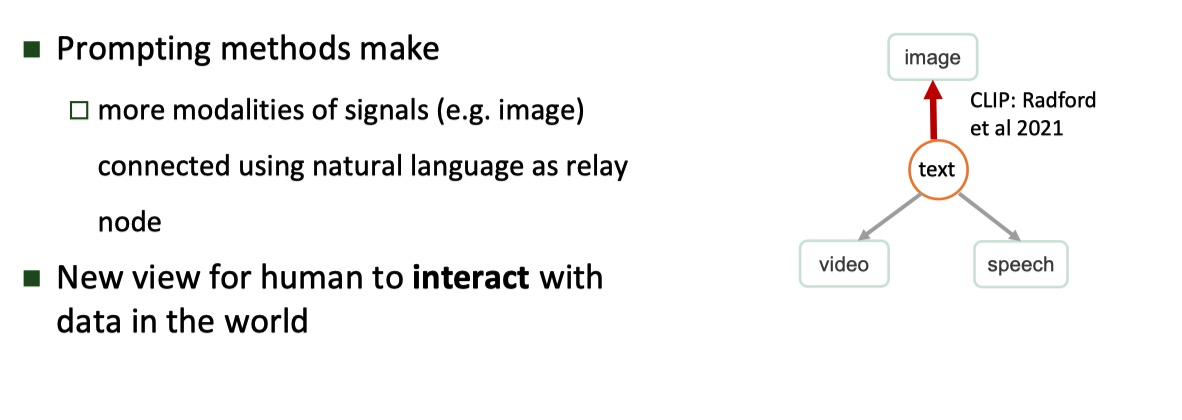 Prompting methods make
more modalities of signals (e.g. image)
connected using natural language as relay
node
New view for human to interact with
data in the world
image
CLIP: Radford
et al 2021
text
video
speech